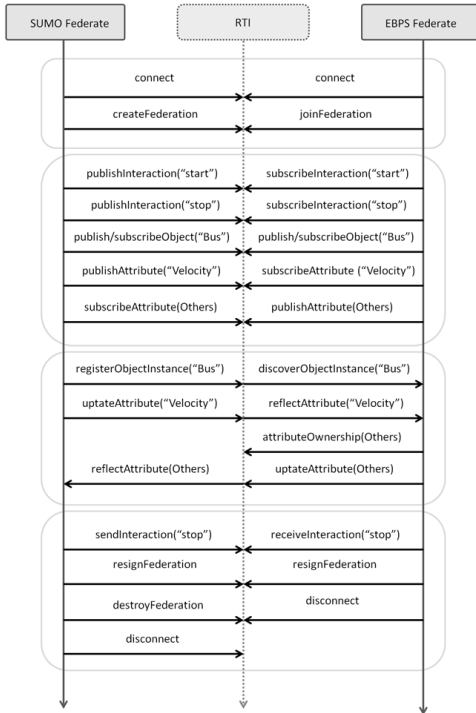 SUMO Federate
RTI
EBPS Federate
connect
connect
createFederation
joinFederation
publishInteraction("start")
subscribeInteraction("start")
publishInteraction("stop")
subscribeInteraction("stop")
publish/subscribeObject("Bus")
publish/subscribeObject("Bus")
publishAttribute("Velocity")
subscribeAttribute ("Velocity")
subscribeAttribute(Others)
publishAttribute(Others)
registerObjectInstance("Bus")
discoverObjectInstance("Bus")
uptateAttribute("Velocity")
reflectAttribute("Velocity")
attributeOwnership(Others)
reflectAttribute(Others)
uptateAttribute(Others)
sendInteraction("stop")
receiveInteraction("stop")
resignFederation
resignFederation
destroyFederation
disconnect
disconnect